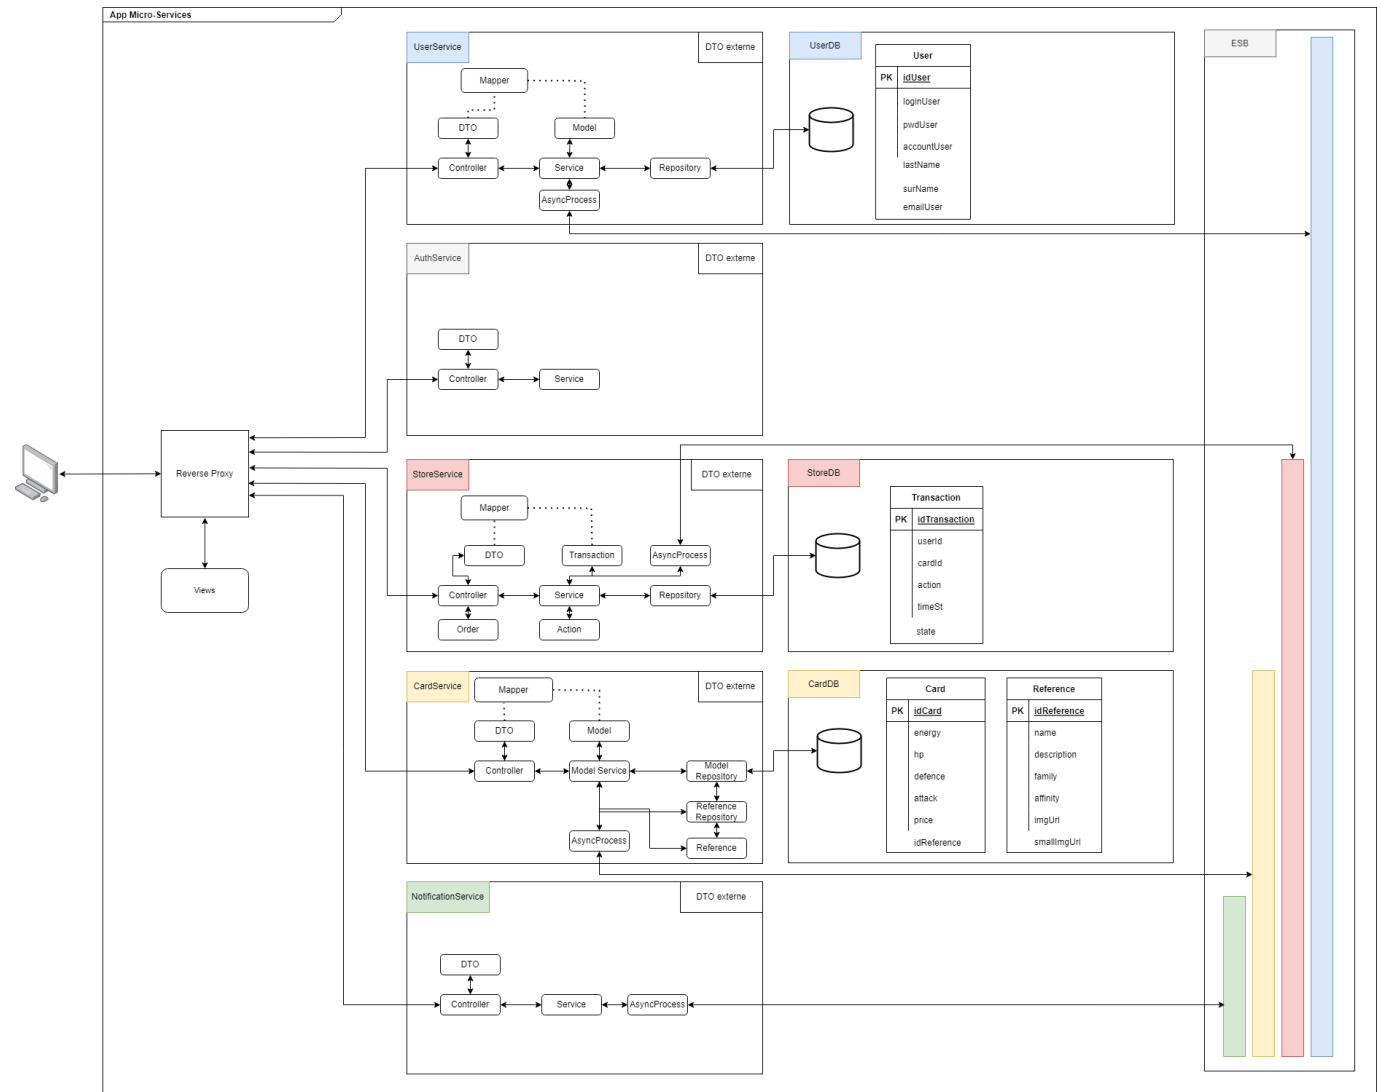 App Micro-Services
UserService
DTO externe
Mapper
DTO
Model
Controller
Service
Repository
AsyncProcess
UserDB
User
PK
idUser
loginUser
pwdUser
accountUser
lastName
surName
emailUser
ESB
AuthService
DTO externe
DTO
Controller
Service
Reverse Proxy
Views
StoreService
DTO externe
Mapper
DTO
Transaction
AsyncProcess
Controller
Service
Repository
Order
Action
StoreDB
Transaction
PK
idTransaction
userId
cardId
action
timeSt
state
CardService
DTO externe
Mapper
DTO
Model
Controller
Model Service
Model
Repository
Reference
Repository
AsyncProcess
Reference
CardDB
Card
PK
idCard
energy
hp
defence
attack
price
idReference
Reference
PK
idReference
name
description
family
affinity
imgUrl
smallImgUrl
NotificationService
DTO externe
DTO
Controller
Service
AsyncProcess